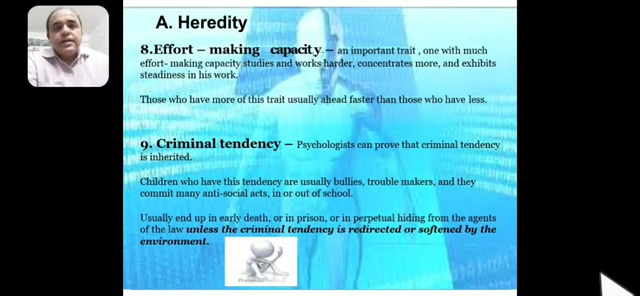 A. Heredity
8.Effort – making capacity – an important trait , one with much
effort- making capacity studies and works harder, concentrates more, and exhibits
steadiness in his work.
Those who have more of this trait usually ahead faster than those who have less.
9. Criminal tendency – Psychologists can prove that criminal tendency
is inherited.
Children who have this tendency are usually bullies, trouble makers, and they
commit many anti-social acts, in or out of school.
Usually end up in early death, or in prison, or in perpetual hiding from the agents
of the law unless the criminal tendency is redirected or softened by the
environment.